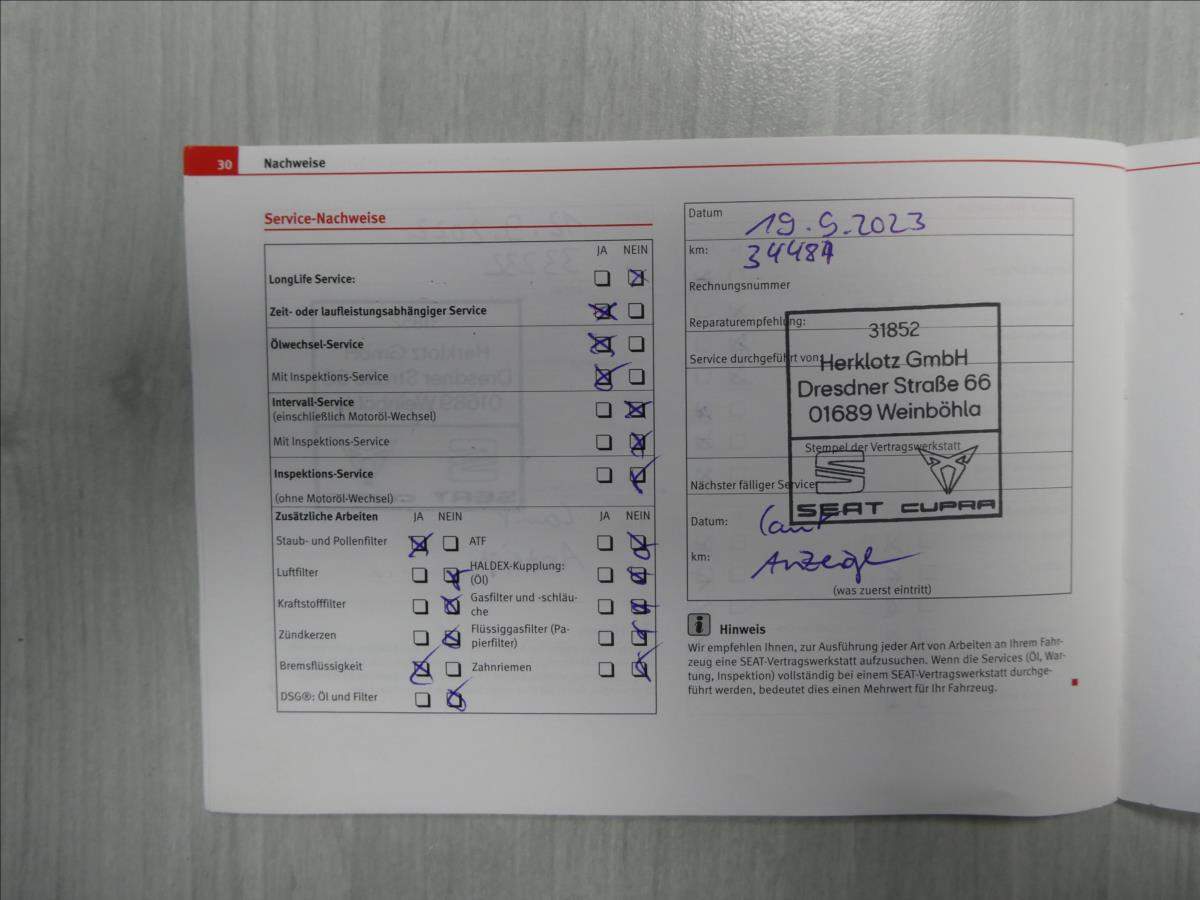 30 Nachweise
Service-Nachweise
JA NEIN
LongLife Service:
Zeit- oder laufleistungsabhängiger Service
Ölwechsel-Service
Mit Inspektions-Service
Intervall-Service
(einschließlich Motoröl-Wechsel)
Mit Inspektions-Service
Inspektions-Service
(ohne Motoröl-Wechsel)
Zusätzliche Arbeiten JA NEIN JA NEIN
Staub- und Pollenfilter ATF
Luftfilter HALDEX-Kupplung:
(Öl)
Kraftstofffilter Gasfilter und -schläu-
che
Zündkerzen Flüssiggasfilter (Pa-
pierfilter)
Bremsflüssigkeit Zahnriemen
DSG®: Öl und Filter
Datum 19.9.2023
km: 34481
Rechnungsnummer
Reparaturempfehlung:
Service durchgeführt von:
31852
Herklotz GmbH
Dresdner Straße 66
01689 Weinböhla
Stempel der Vertragswerkstatt
SEAT CUPRA
Nächster fälliger Service
Datum: Laut
km: Anzeige
(was zuerst eintritt)
Hinweis
Wir empfehlen Ihnen, zur Ausführung jeder Art von Arbeiten an Ihrem Fahr-
zeug eine SEAT-Vertragswerkstatt aufzusuchen. Wenn die Services (Öl, War-
tung, Inspektion) vollständig bei einem SEAT-Vertragswerkstatt durchge-
führt werden, bedeutet dies einen Mehrwert für Ihr Fahrzeug.